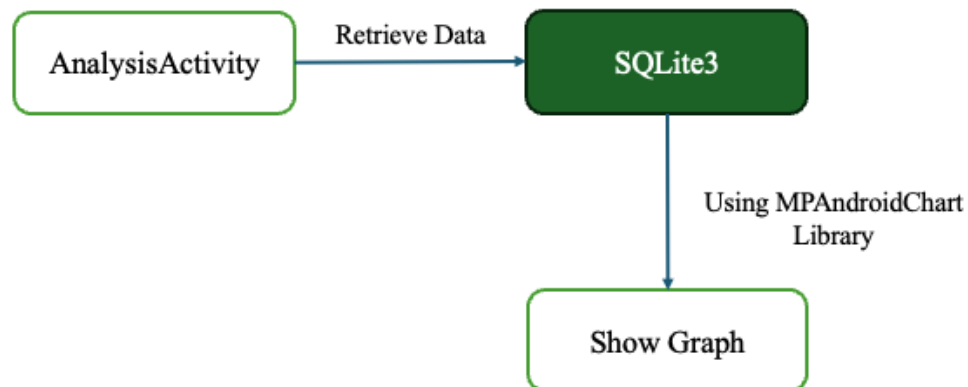 Retrieve Data
AnalysisActivity
SQLite3
Using MPAndroidChart
Library
Show Graph